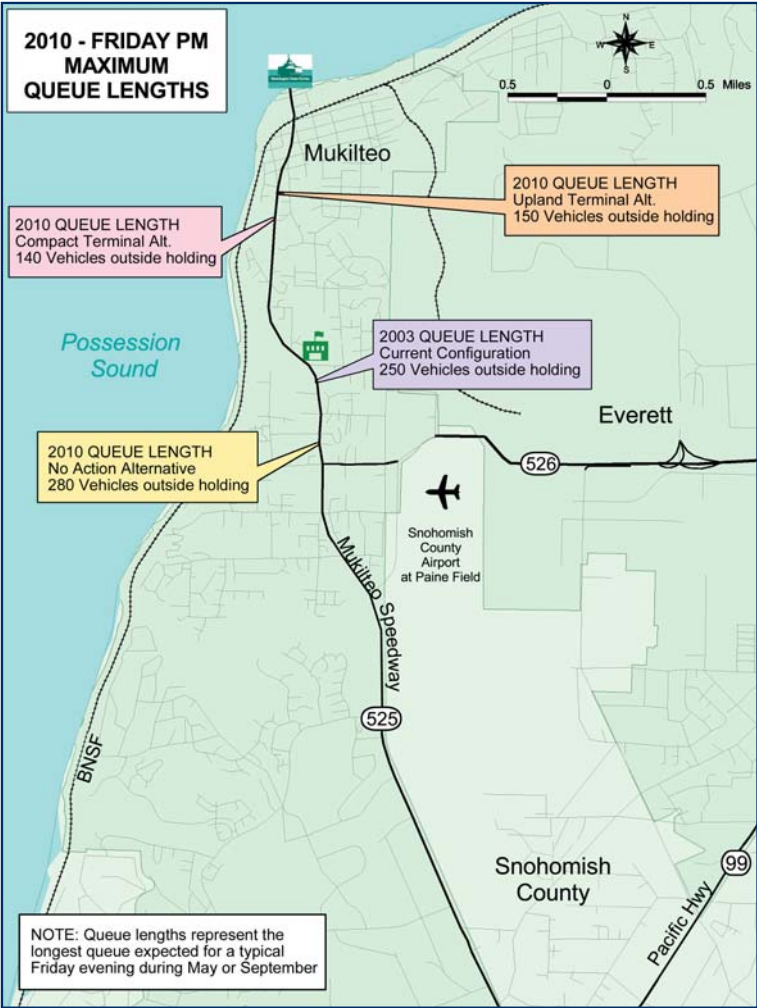 2010 - FRIDAY PM
MAXIMUM
QUEUE LENGTHS
N
W
E
S
0.5
0
0.5 Miles
Mukilteo
2010 QUEUE LENGTH
Upland Terminal Alt.
150 Vehicles outside holding
2010 QUEUE LENGTH
Compact Terminal Alt.
140 Vehicles outside holding
Possession
Sound
2003 QUEUE LENGTH
Current Configuration
250 Vehicles outside holding
Everett
2010 QUEUE LENGTH
No Action Alternative
280 Vehicles outside holding
526
Snohomish
County
Airport
at Paine Field
Mukilteo Speedway
525
BNSF
Snohomish
County
99
Pacific Hwy
NOTE: Queue lengths represent the
longest queue expected for a typical
Friday evening during May or September